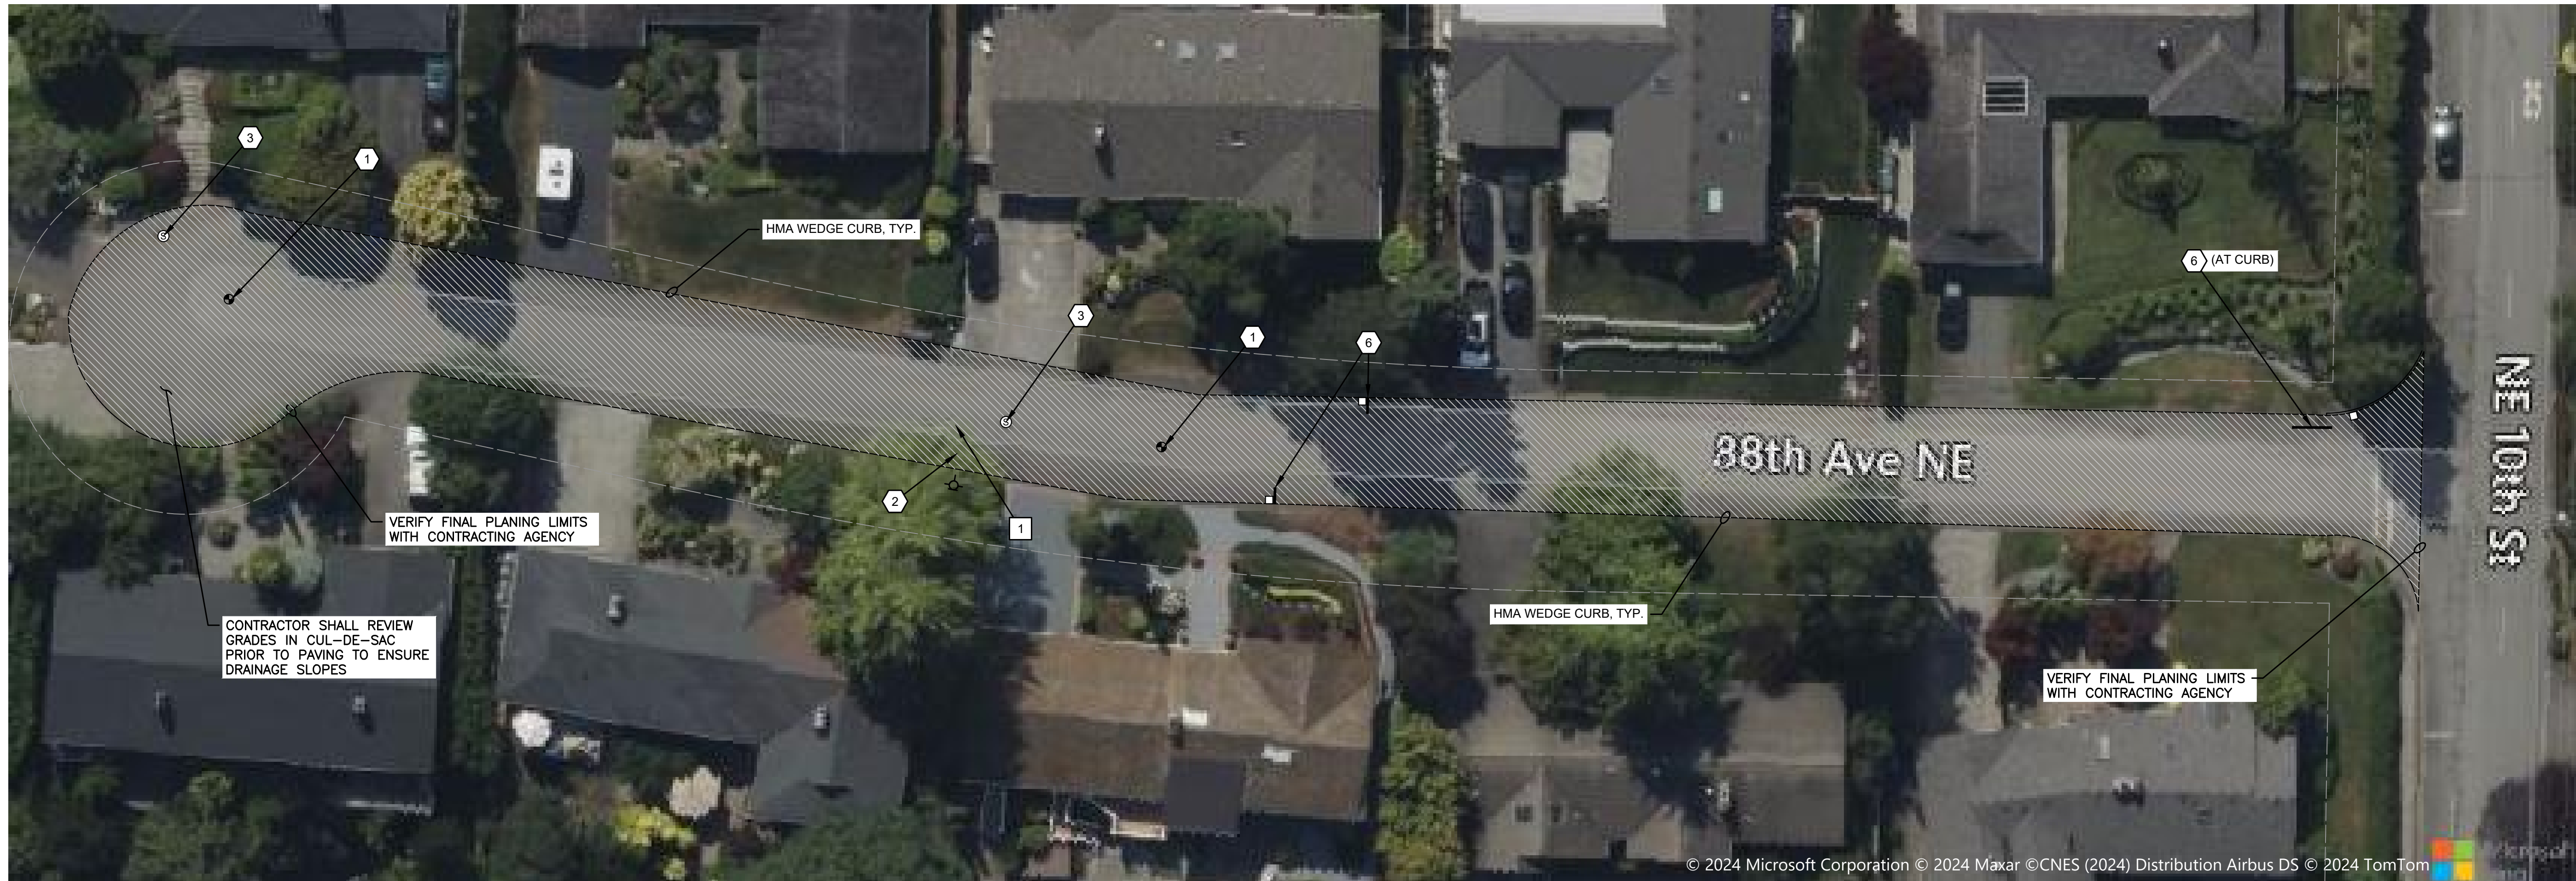 3
1
HMA WEDGE CURB, TYP.
6 (AT CURB)
3
1
6
88th Ave NE
NE 10th St
2
1
VERIFY FINAL PLANING LIMITS
WITH CONTRACTING AGENCY
CONTRACTOR SHALL REVIEW
GRADES IN CUL-DE-SAC
PRIOR TO PAVING TO ENSURE
DRAINAGE SLOPES
HMA WEDGE CURB, TYP.
VERIFY FINAL PLANING LIMITS
WITH CONTRACTING AGENCY
S
S
© 2024 Microsoft Corporation © 2024 Maxar ©CNES (2024) Distribution Airbus DS © 2024 TomTom
Microsoft